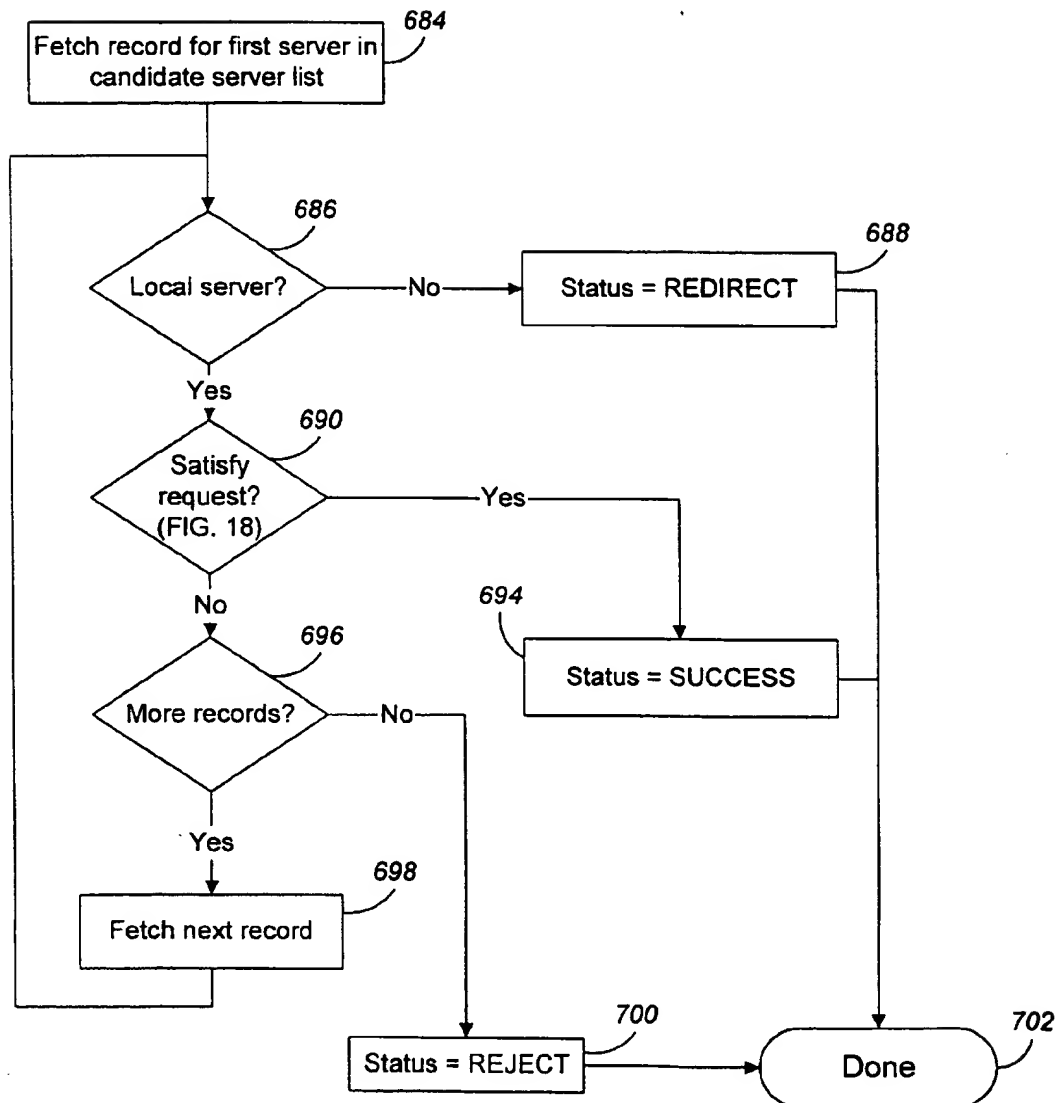 684
Fetch record for first server in
candidate server list
686
Local server?
No
688
Status = REDIRECT
Yes
690
Satisfy
request?
(FIG. 18)
Yes
No
694
Status = SUCCESS
696
More records?
No
Yes
698
Fetch next record
700
Status = REJECT
702
Done